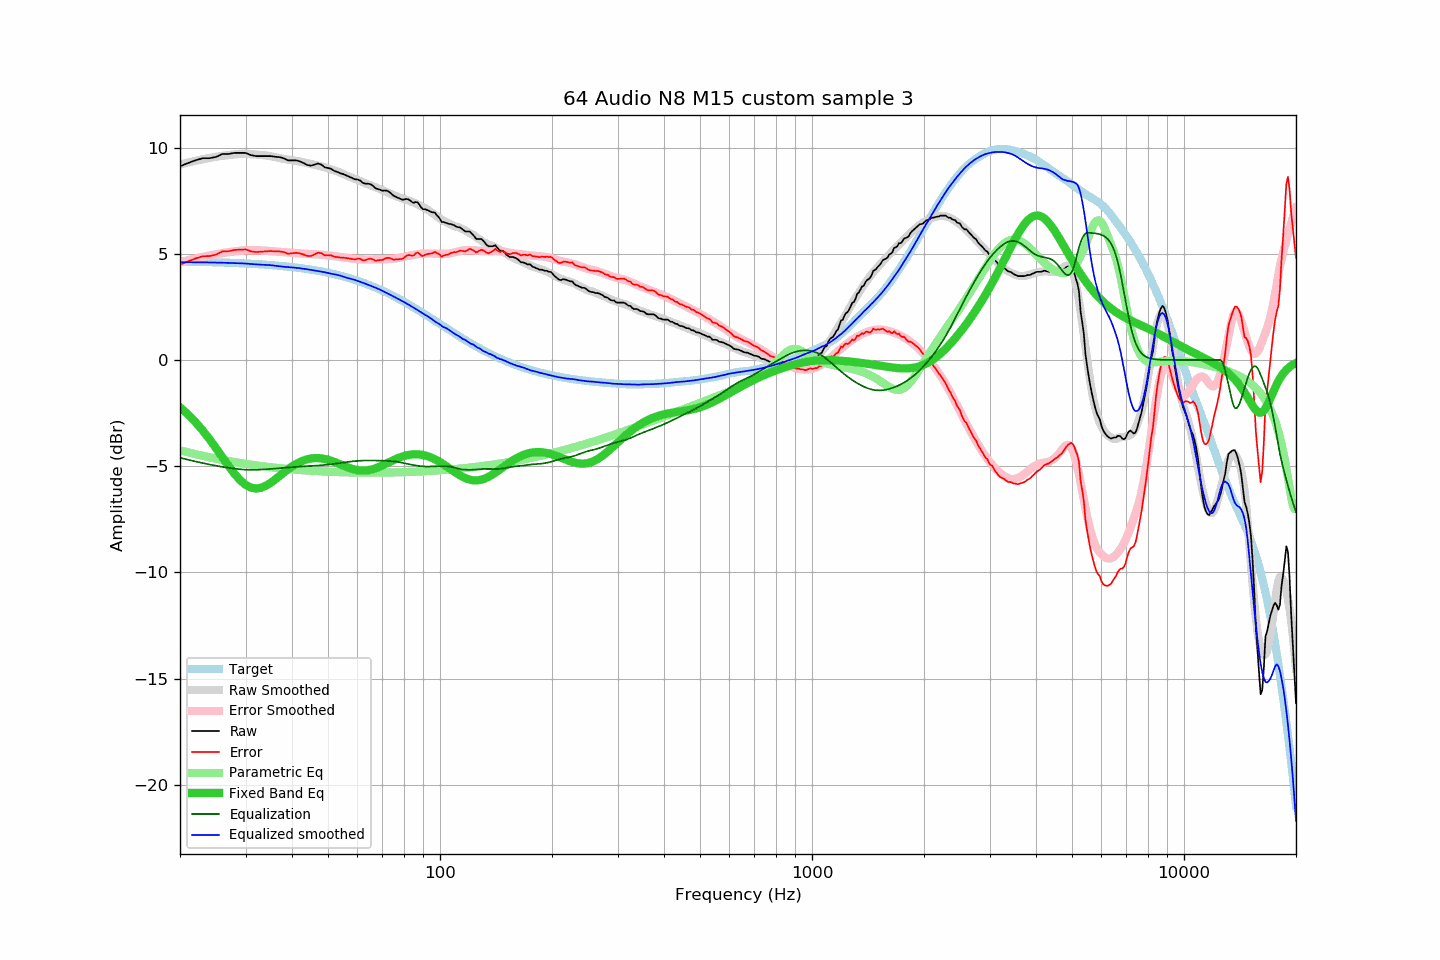 64 Audio N8 M15 custom sample 3
10
5
0
−5
−10
−15
−20
Amplitude (dBr)
Target
Raw Smoothed
Error Smoothed
Raw
Error
Parametric Eq
Fixed Band Eq
Equalization
Equalized smoothed
100
1000
10000
Frequency (Hz)